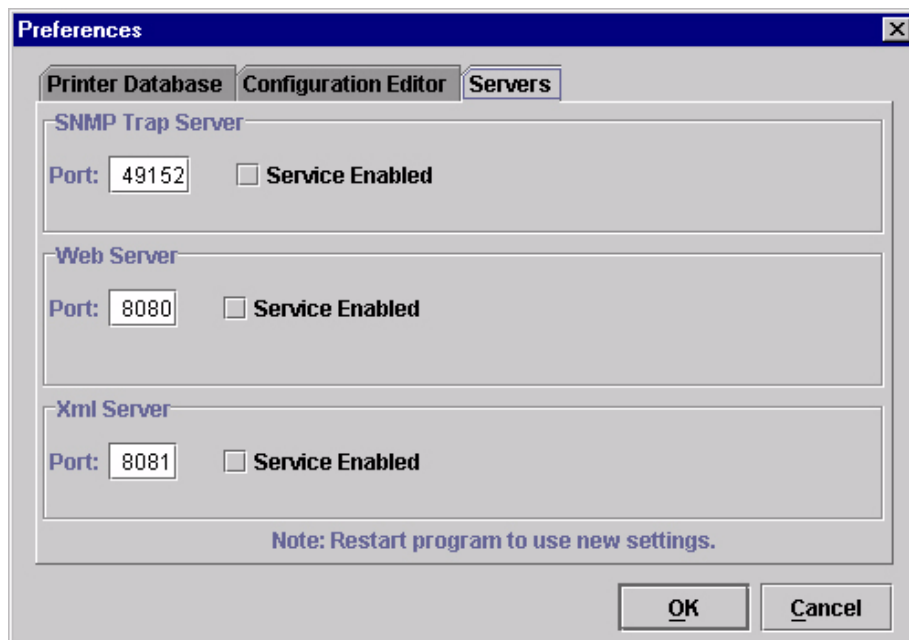 Preferences
Printer Database Configuration Editor Servers
SNMP Trap Server
Port: 49152 Service Enabled
Web Server
Port: 8080 Service Enabled
Xml Server
Port: 8081 Service Enabled
Note: Restart program to use new settings.
OK Cancel